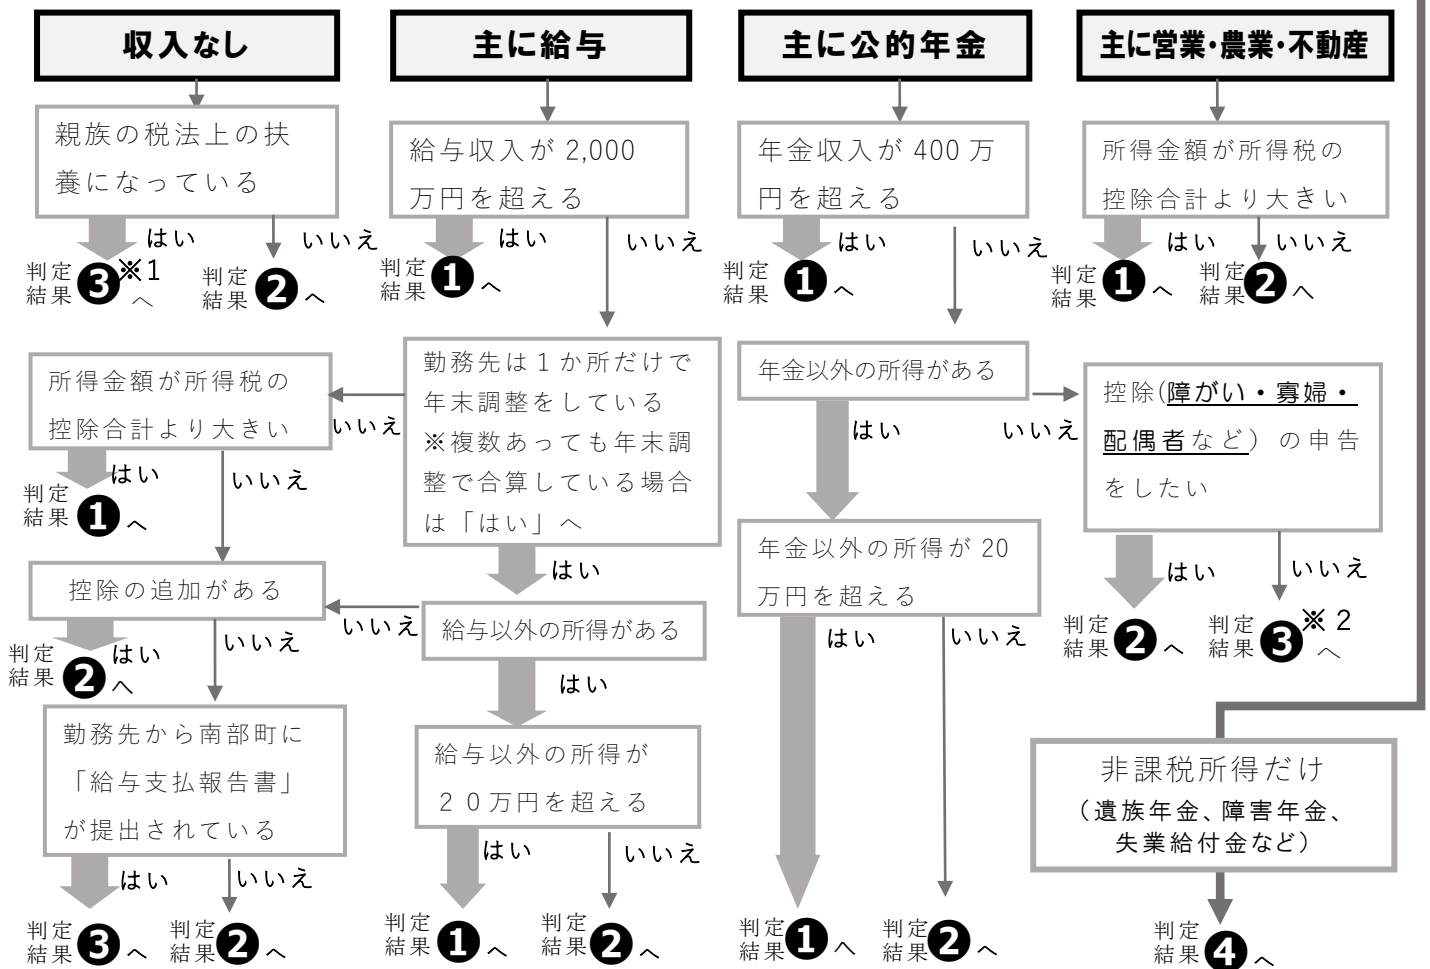 収入なし
親族の税法上の扶
養になっている
はい
いいえ
判定
結果❸※1
へ
判定
結果❷へ
主に給与
給与収入が 2,000
万円を超える
はい
いいえ
判定
結果❶へ
勤務先は１か所だけで
年末調整をしている
※複数あっても年末調
整で合算している場合
は「はい」へ
いいえ
はい
所得金額が所得税の
控除合計より大きい
はい
いいえ
判定
結果❶へ
給与以外の所得がある
いいえ
はい
控除の追加がある
はい
いいえ
判定
結果❷へ
勤務先から南部町に
「給与支払報告書」
が提出されている
はい
いいえ
判定
結果❸へ
判定
結果❷へ
給与以外の所得が
２０万円を超える
はい
いいえ
判定
結果❶へ
判定
結果❷へ
主に公的年金
年金収入が 400 万
円を超える
はい
いいえ
判定
結果❶へ
年金以外の所得がある
はい
いいえ
年金以外の所得が 20
万円を超える
はい
いいえ
判定
結果❶へ
判定
結果❷へ
控除(障がい・寡婦・
配偶者など）の申告
をしたい
はい
いいえ
判定
結果❷へ
判定
結果❸※２
へ
主に営業・農業・不動産
所得金額が所得税の
控除合計より大きい
はい
いいえ
判定
結果❶へ
判定
結果❷へ
非課税所得だけ
（遺族年金、障害年金、
失業給付金など）
判定
結果❹へ